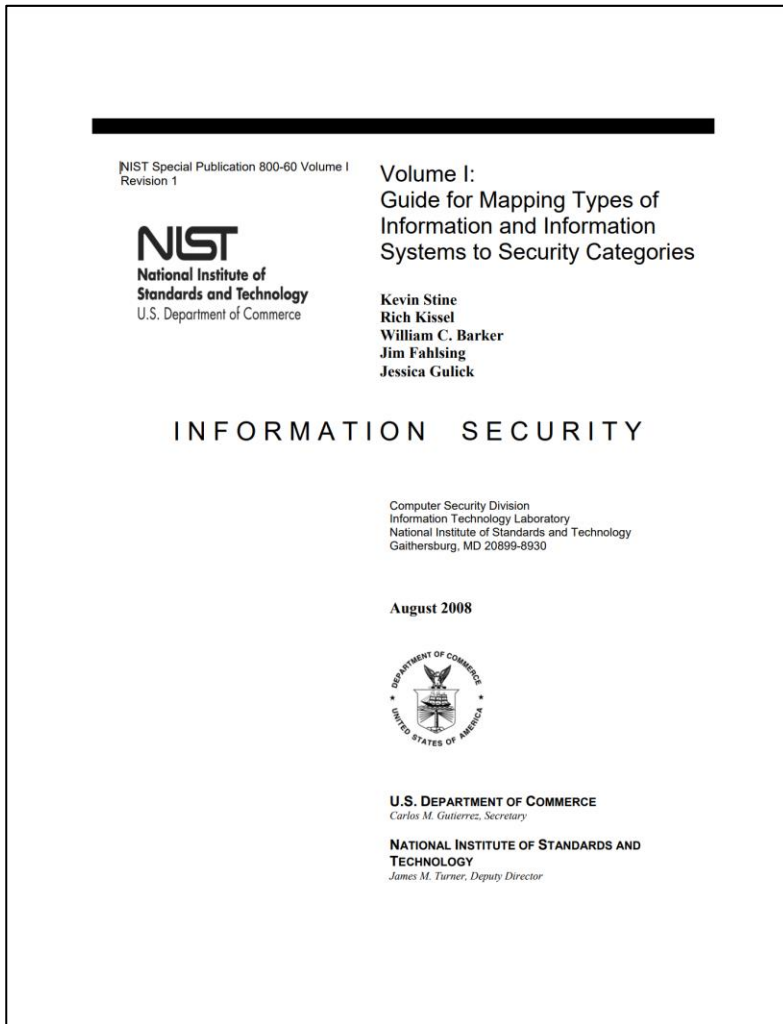 NIST Special Publication 800-60 Volume I
Revision 1
NIST
National Institute of
Standards and Technology
U.S. Department of Commerce
Volume I:
Guide for Mapping Types of
Information and Information
Systems to Security Categories
Kevin Stine
Rich Kissel
William C. Barker
Jim Fahlsing
Jessica Gulick
INFORMATION SECURITY
Computer Security Division
Information Technology Laboratory
National Institute of Standards and Technology
Gaithersburg, MD 20899-8930
August 2008
DEPARTMENT OF COMMERCE
UNITED STATES OF AMERICA
U.S. DEPARTMENT OF COMMERCE
Carlos M. Gutierrez, Secretary
NATIONAL INSTITUTE OF STANDARDS AND
TECHNOLOGY
James M. Turner, Deputy Director